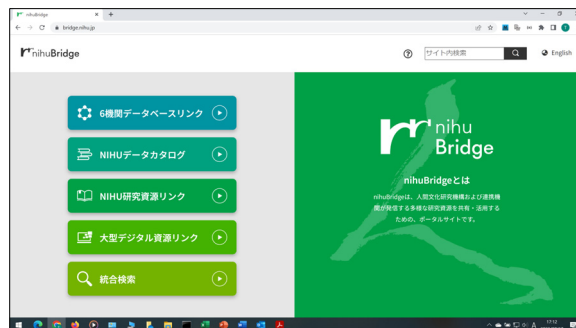 nihuBridge
bridge.nihu.jp
nihuBridge
サイト内検索
English
6機関データベースリンク
NIHUデータカタログ
NIHU研究資源リンク
大型デジタル資源リンク
統合検索
nihu
Bridge
nihuBridgeとは
nihuBridgeは、人間文化研究機構および連携機
関が発信する多様な研究資源を共有・活用する
ための、ポータルサイトです。
17:12